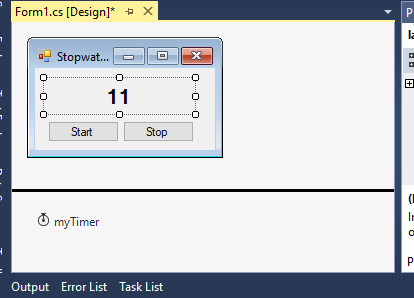 Form1.cs [Design]*
Stopwat...
11
Start Stop
myTimer
Output Error List Task List